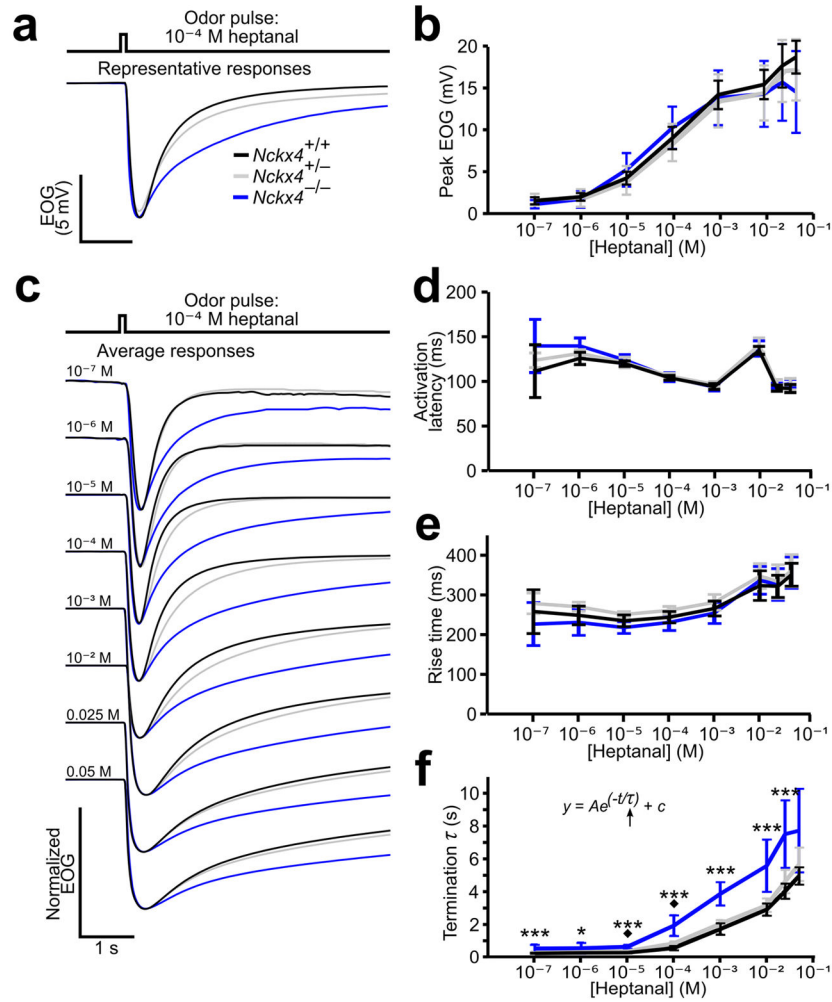 a
Odor pulse:
10⁻⁴ M heptanal
Representative responses
Nckx4⁺/⁺
Nckx4⁺/⁻
Nckx4⁻/⁻
EOG
(5 mV)
b
Peak EOG (mV)
20
15
10
5
0
10⁻⁷ 10⁻⁶ 10⁻⁵ 10⁻⁴ 10⁻³ 10⁻² 10⁻¹
[Heptanal] (M)
c
Odor pulse:
10⁻⁴ M heptanal
Average responses
10⁻⁷ M
10⁻⁶ M
10⁻⁵ M
10⁻⁴ M
10⁻³ M
10⁻² M
0.025 M
0.05 M
Normalized
EOG
1 s
d
Activation
latency (ms)
200
150
100
50
0
10⁻⁷ 10⁻⁶ 10⁻⁵ 10⁻⁴ 10⁻³ 10⁻² 10⁻¹
[Heptanal] (M)
e
Rise time (ms)
400
300
200
100
0
10⁻⁷ 10⁻⁶ 10⁻⁵ 10⁻⁴ 10⁻³ 10⁻² 10⁻¹
[Heptanal] (M)
f
Termination τ (s)
10
8
6
4
2
0
y = Ae(-t/τ) + c
*** * *** *** *** *** ***
10⁻⁷ 10⁻⁶ 10⁻⁵ 10⁻⁴ 10⁻³ 10⁻² 10⁻¹
[Heptanal] (M)